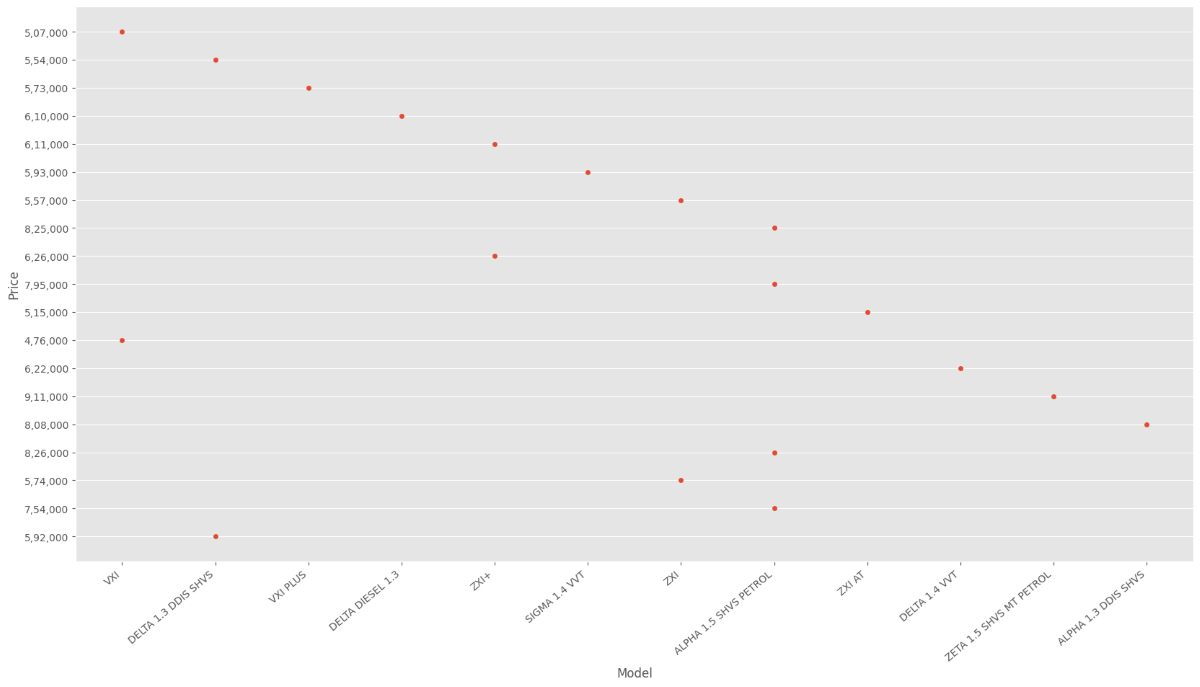 5,07,000
5,54,000
5,73,000
6,10,000
6,11,000
5,93,000
5,57,000
8,25,000
6,26,000
7,95,000
5,15,000
4,76,000
6,22,000
9,11,000
8,08,000
8,26,000
5,74,000
7,54,000
5,92,000
Price
VXI
DELTA 1.3 DDIS SHVS
VXI PLUS
DELTA DIESEL 1.3
ZXI+
SIGMA 1.4 VVT
ZXI
ALPHA 1.5 SHVS PETROL
ZXI AT
DELTA 1.4 VVT
ZETA 1.5 SHVS MT PETROL
ALPHA 1.3 DDIS SHVS
Model